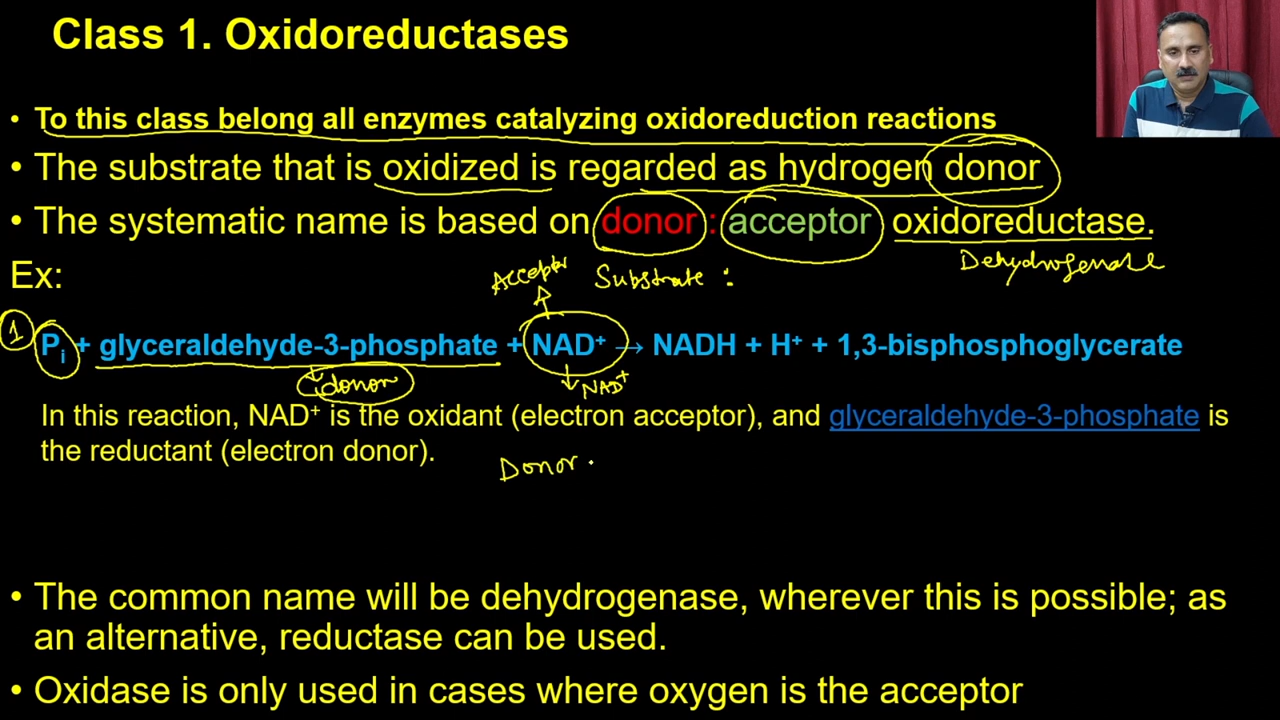 Class 1. Oxidoreductases
• To this class belong all enzymes catalyzing oxidoreduction reactions
• The substrate that is oxidized is regarded as hydrogen donor
• The systematic name is based on donor : acceptor oxidoreductase.
Dehydrogenase
Ex:
Acceptor Substrate :
1 Pi + glyceraldehyde-3-phosphate + NAD⁺ → NADH + H⁺ + 1,3-bisphosphoglycerate
donor NAD⁺
In this reaction, NAD⁺ is the oxidant (electron acceptor), and glyceraldehyde-3-phosphate is
the reductant (electron donor).
Donor .
• The common name will be dehydrogenase, wherever this is possible; as
an alternative, reductase can be used.
• Oxidase is only used in cases where oxygen is the acceptor